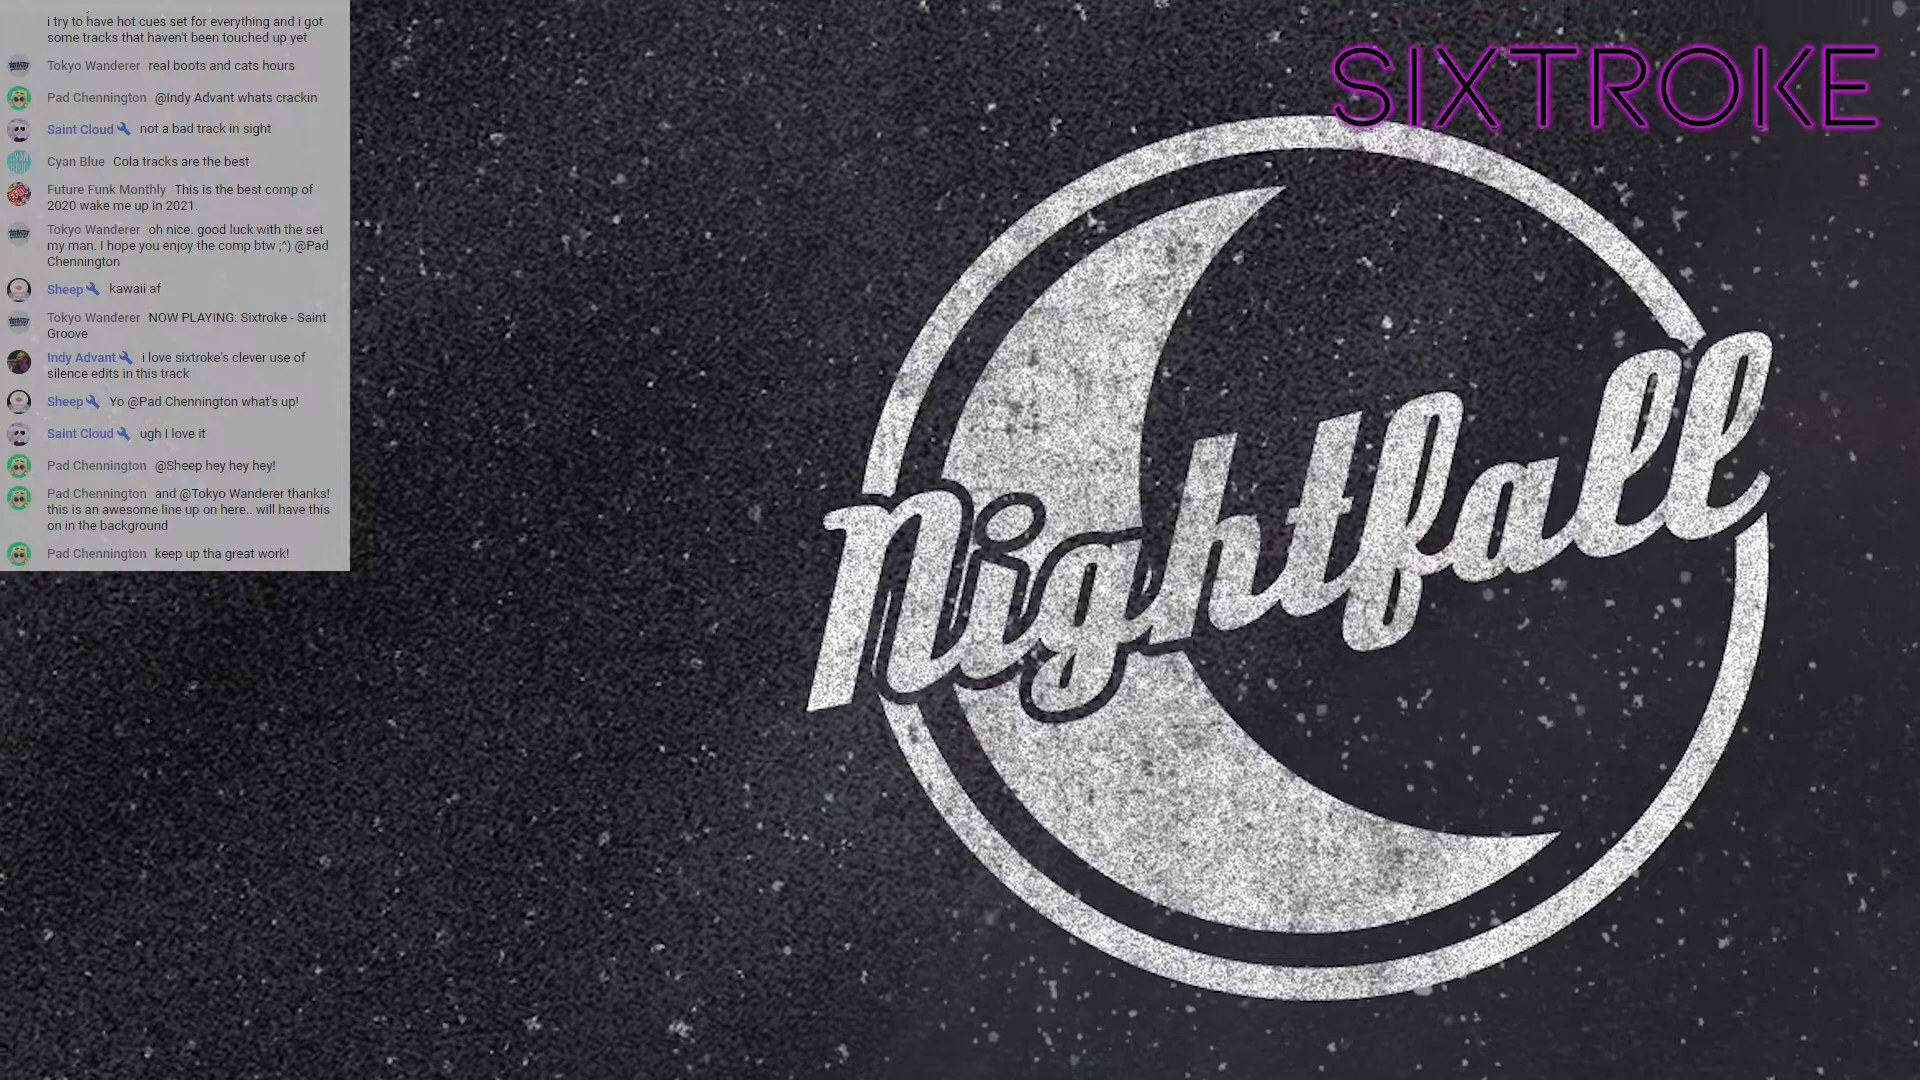 i try to have hot cues set for everything and i got
some tracks that haven't been touched up yet
Tokyo Wanderer real boots and cats hours
Pad Chennington @Indy Advant whats crackin
Saint Cloud not a bad track in sight
Cyan Blue Cola tracks are the best
Future Funk Monthly This is the best comp of
2020 wake me up in 2021.
Tokyo Wanderer oh nice. good luck with the set
my man. I hope you enjoy the comp btw ;^) @Pad
Chennington
Sheep kawaii af
Tokyo Wanderer NOW PLAYING: Sixtroke - Saint
Groove
Indy Advant i love sixtroke's clever use of
silence edits in this track
Sheep Yo @Pad Chennington what's up!
Saint Cloud ugh I love it
Pad Chennington @Sheep hey hey hey!
Pad Chennington and @Tokyo Wanderer thanks!
this is an awesome line up on here.. will have this
on in the background
Pad Chennington keep up tha great work!
SIXTROKE
Nightfall